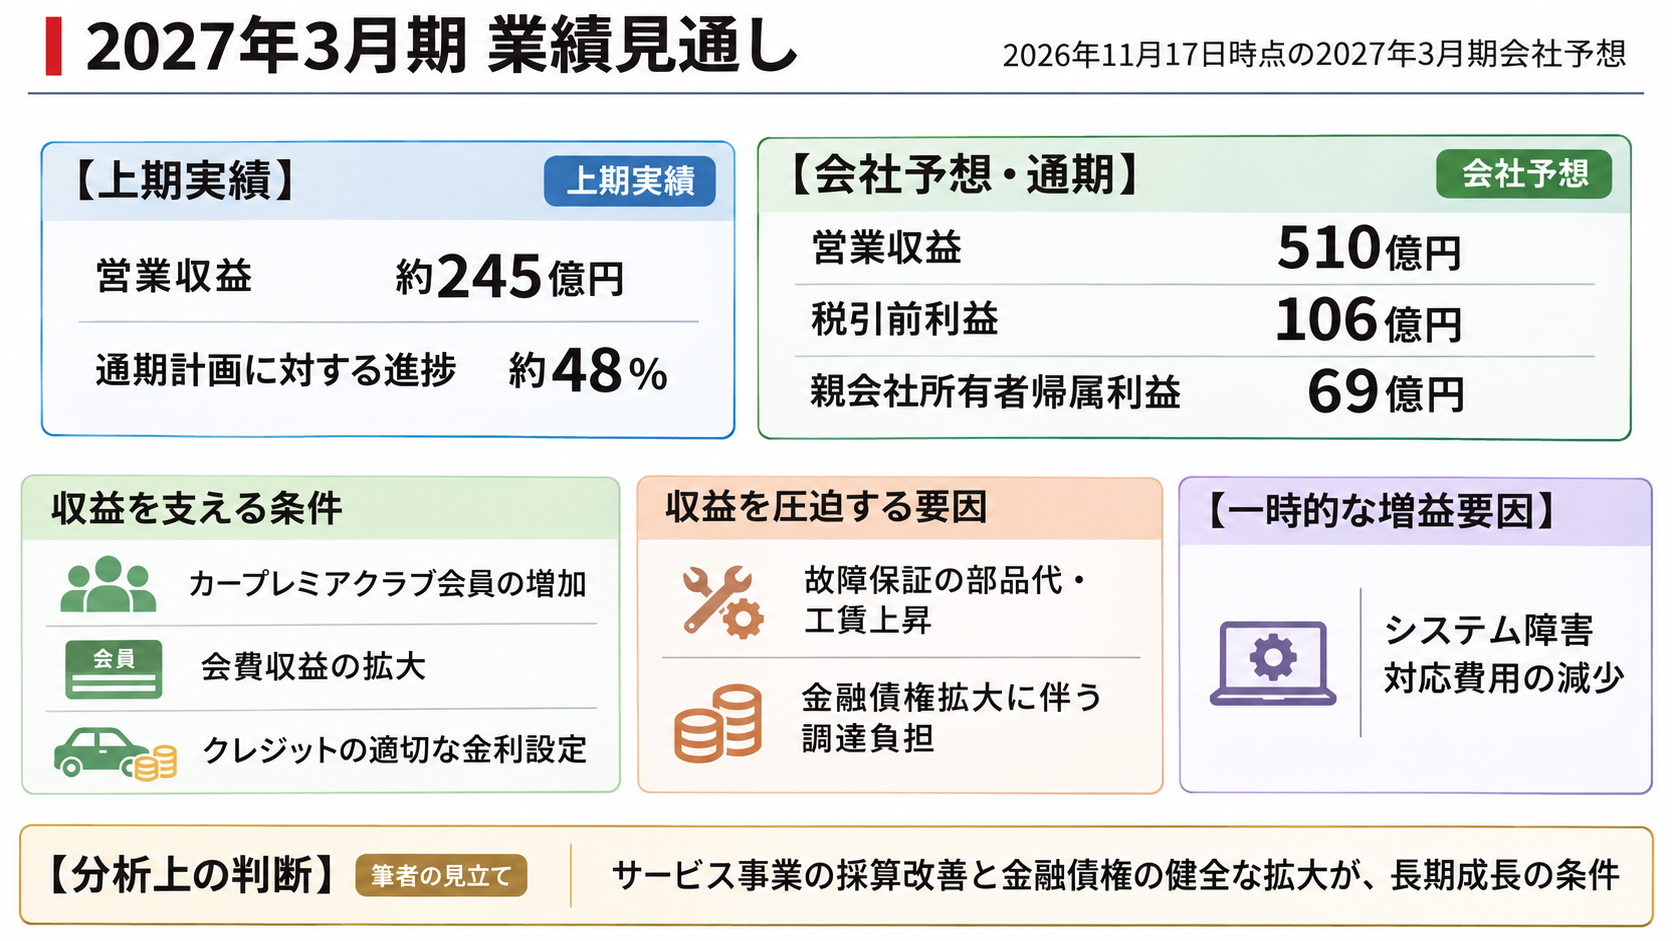 2027年3月期 業績見通し
2026年11月17日時点の2027年3月期会社予想
【上期実績】
上期実績
営業収益 約245億円
通期計画に対する進捗 約48%
【会社予想・通期】
会社予想
営業収益 510億円
税引前利益 106億円
親会社所有者帰属利益 69億円
収益を支える条件
カープレミアクラブ会員の増加
会員
会費収益の拡大
クレジットの適切な金利設定
収益を圧迫する要因
故障保証の部品代・
工賃上昇
金融債権拡大に伴う
調達負担
【一時的な増益要因】
システム障害
対応費用の減少
【分析上の判断】
筆者の見立て
サービス事業の採算改善と金融債権の健全な拡大が、長期成長の条件